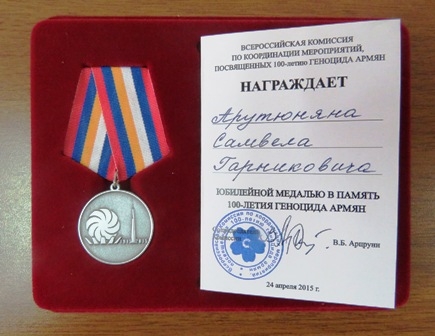 ВСЕРОССИЙСКАЯ КОМИССИЯ
ПО КООРДИНАЦИИ МЕРОПРИЯТИЙ,
ПОСВЯЩЕННЫХ 100-летию ГЕНОЦИДА АРМЯН
НАГРАЖДАЕТ
Арутюняна
Самвела
Гарниковича
ЮБИЛЕЙНОЙ МЕДАЛЬЮ В ПАМЯТЬ
100-ЛЕТИЯ ГЕНОЦИДА АРМЯН
В.Б. Арцруни
24 апреля 2015 г.